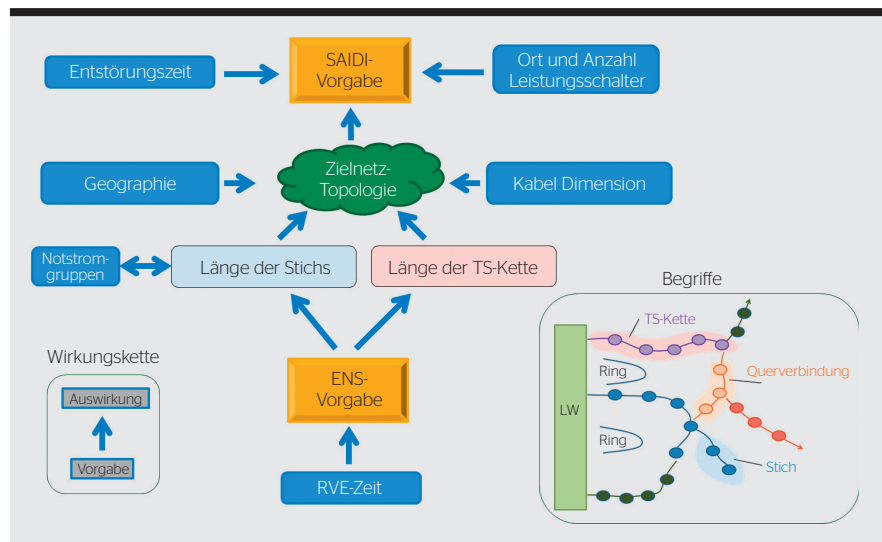 Entstörungszeit
SAIDI-
Vorgabe
Ort und Anzahl
Leistungsschalter
Geographie
Zielnetz-
Topologie
Kabel Dimension
Notstrom-
gruppen
Länge der Stichs
Länge der TS-Kette
Wirkungskette
Auswirkung
Vorgabe
ENS-
Vorgabe
RVE-Zeit
Begriffe
TS-Kette
Ring
Querverbindung
LW
Ring
Stich